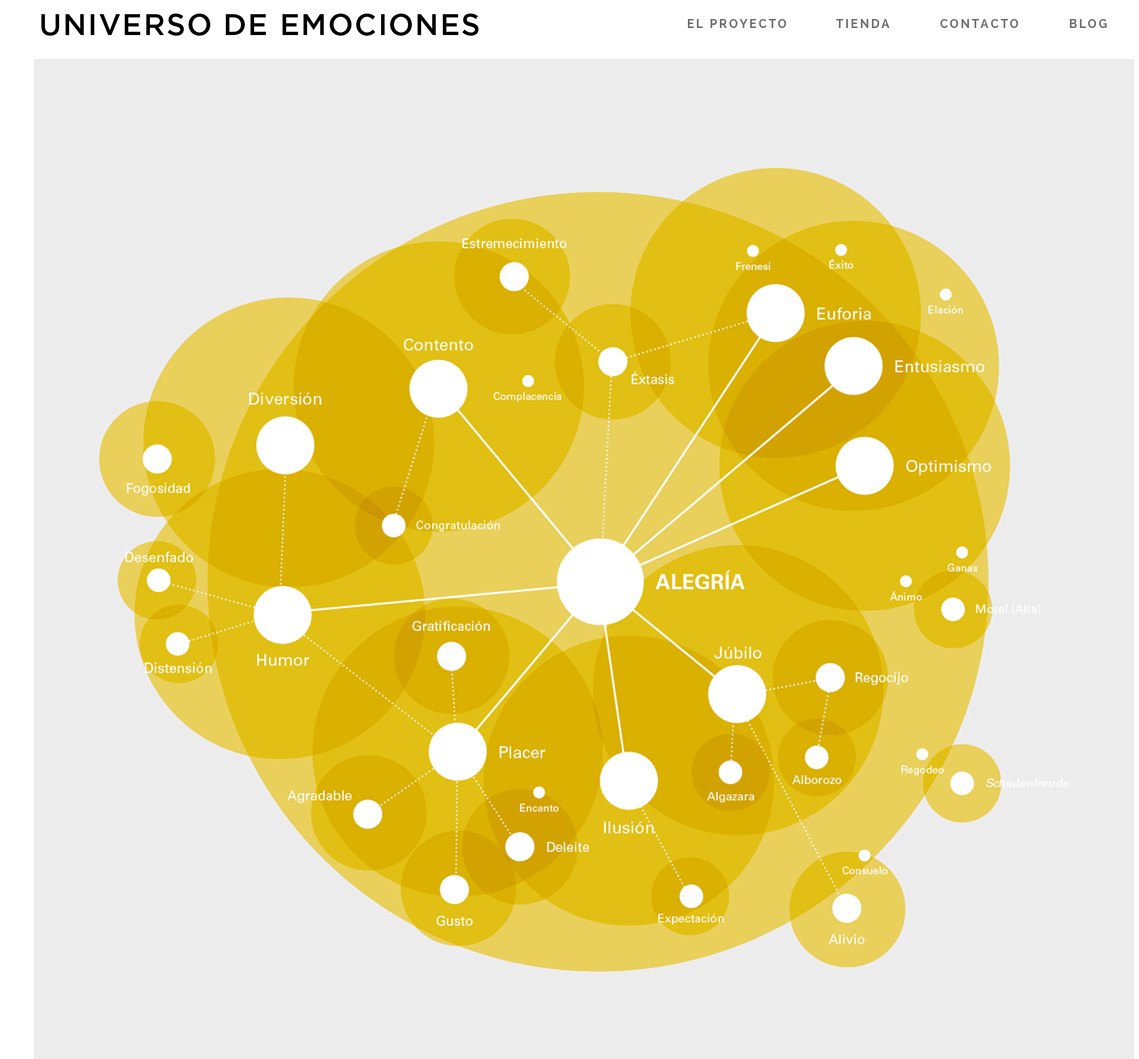 UNIVERSO DE EMOCIONES
EL PROYECTO
TIENDA
CONTACTO
BLOG
Estremecimiento
Frenesí
Éxito
Elación
Euforia
Contento
Entusiasmo
Éxtasis
Complacencia
Diversión
Optimismo
Fogosidad
Congratulación
Desenfado
Ganas
ALEGRÍA
Ánimo
Moral (Alta)
Gratificación
Humor
Distensión
Júbilo
Regocijo
Placer
Regodeo
Alborozo
Schadenfreude
Agradable
Algazara
Encanto
Ilusión
Deleite
Consuelo
Gusto
Expectación
Alivio